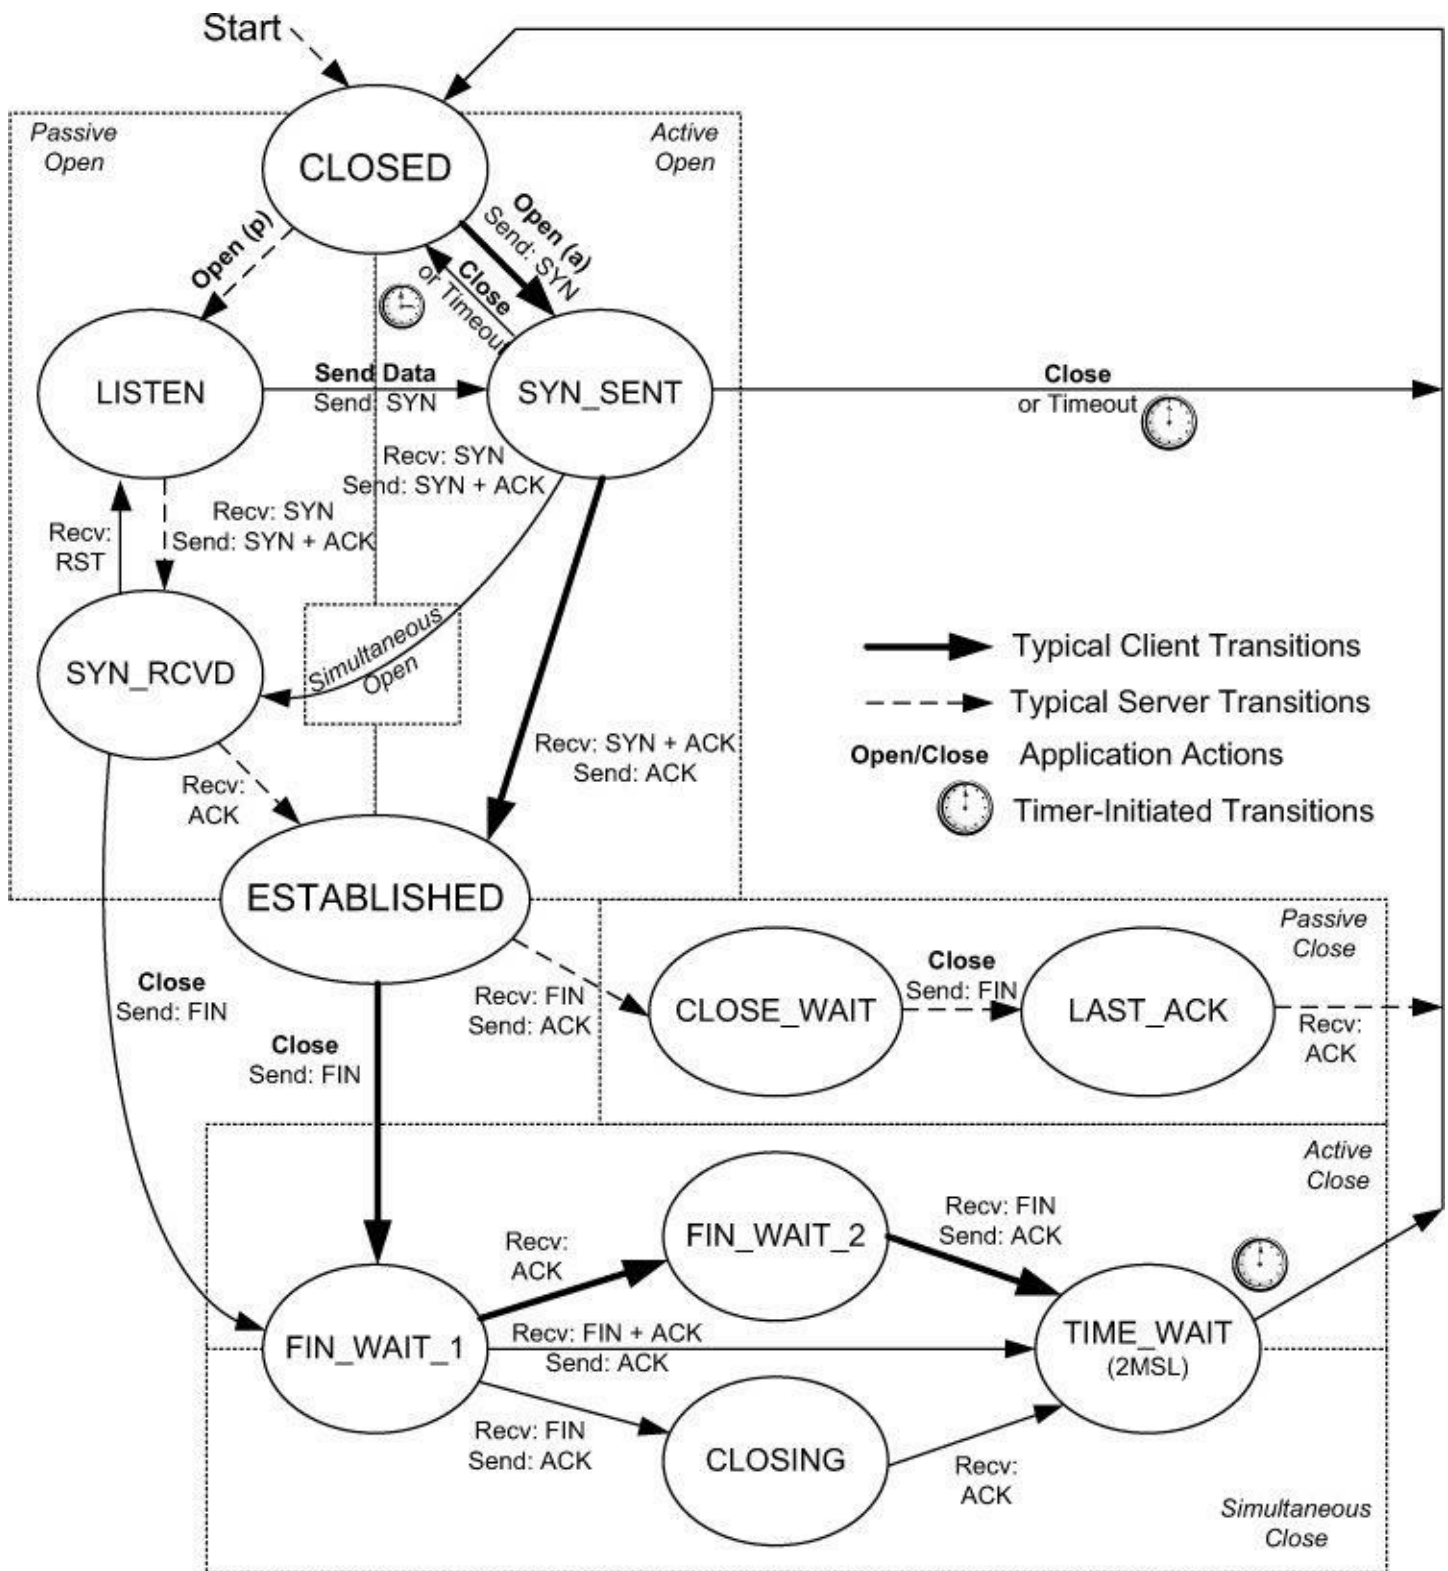 Start
Passive
Open
Active
Open
CLOSED
Open (p)
Open (a)
Send: SYN
Close
or Timeout
LISTEN
Send Data
Send: SYN
SYN_SENT
Close
or Timeout
Recv: SYN
Send: SYN + ACK
Recv: SYN
Send: SYN + ACK
Recv:
RST
Simultaneous
Open
SYN_RCVD
Typical Client Transitions
Typical Server Transitions
Open/Close Application Actions
Timer-Initiated Transitions
Recv: SYN + ACK
Send: ACK
Recv:
ACK
ESTABLISHED
Passive
Close
Close
Send: FIN
Recv: FIN
Send: ACK
CLOSE_WAIT
Close
Send: FIN
LAST_ACK
Recv:
ACK
Close
Send: FIN
Active
Close
Recv:
ACK
FIN_WAIT_2
Recv: FIN
Send: ACK
FIN_WAIT_1
Recv: FIN + ACK
Send: ACK
TIME_WAIT
(2MSL)
Recv: FIN
Send: ACK
CLOSING
Recv:
ACK
Simultaneous
Close